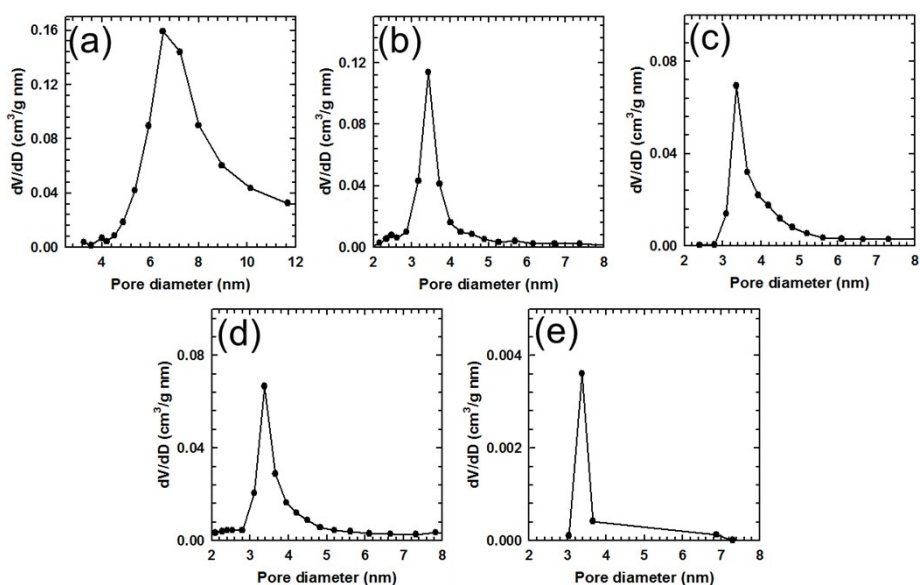 (a)
dV/dD (cm³/g nm)
0.16
0.12
0.08
0.04
0.00
4 6 8 10 12
Pore diameter (nm)
(b)
dV/dD (cm³/g nm)
0.12
0.08
0.04
0.00
2 3 4 5 6 7 8
Pore diameter (nm)
(c)
dV/dD (cm³/g nm)
0.08
0.04
0.00
2 3 4 5 6 7 8
Pore diameter (nm)
(d)
dV/dD (cm³/g nm)
0.08
0.04
0.00
2 3 4 5 6 7 8
Pore diameter (nm)
(e)
dV/dD (cm³/g nm)
0.004
0.002
0.000
2 3 4 5 6 7 8
Pore diameter (nm)